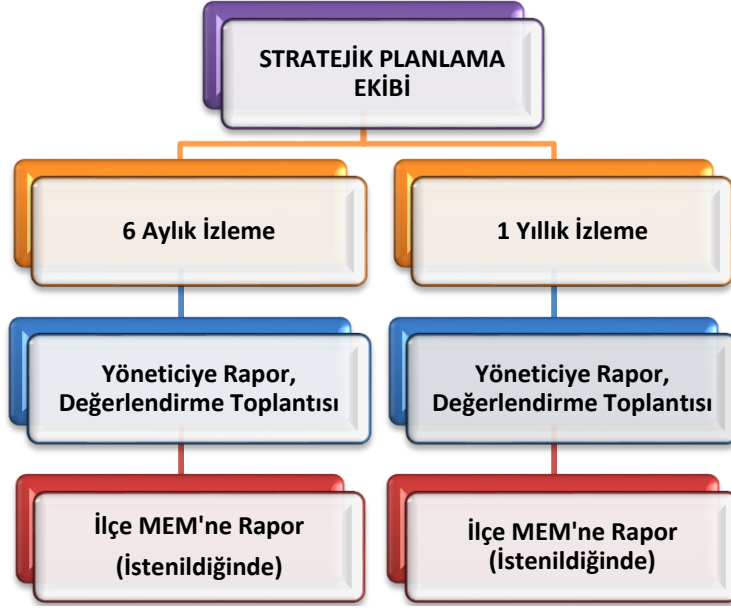 STRATEJİK PLANLAMA
EKİBİ
6 Aylık İzleme
1 Yıllık İzleme
Yöneticiye Rapor,
Değerlendirme Toplantısı
Yöneticiye Rapor,
Değerlendirme Toplantısı
İlçe MEM'ne Rapor
(İstenildiğinde)
İlçe MEM'ne Rapor
(İstenildiğinde)